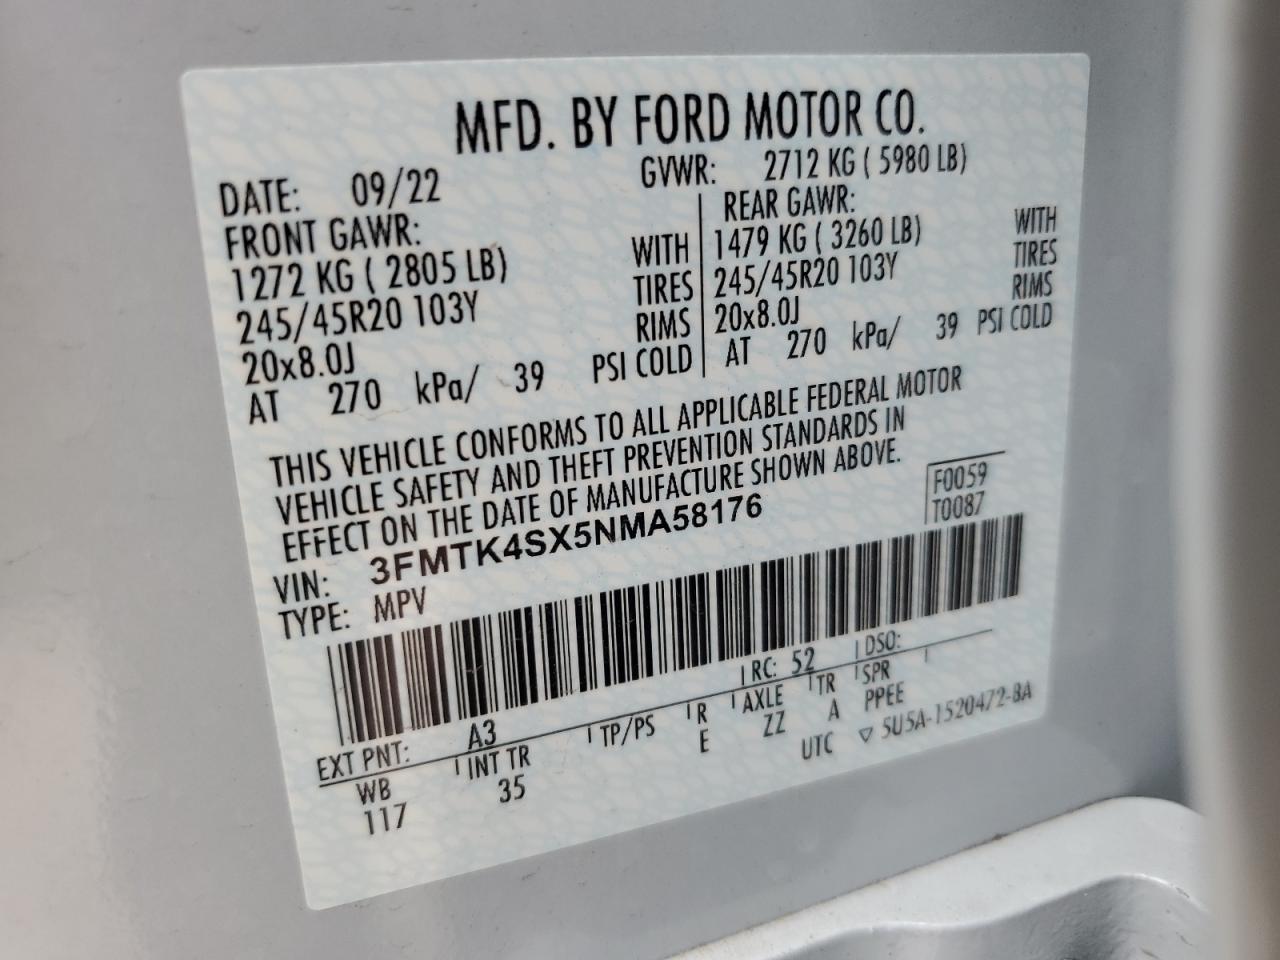 MFD. BY FORD MOTOR CO.
DATE: 09/22
GVWR: 2712 KG ( 5980 LB)
FRONT GAWR:
1272 KG ( 2805 LB) WITH
245/45R20 103Y TIRES
20x8.0J RIMS
AT 270 kPa/ 39 PSI COLD
REAR GAWR:
1479 KG ( 3260 LB) WITH
245/45R20 103Y TIRES
20x8.0J RIMS
AT 270 kPa/ 39 PSI COLD
THIS VEHICLE CONFORMS TO ALL APPLICABLE FEDERAL MOTOR
VEHICLE SAFETY AND THEFT PREVENTION STANDARDS IN
EFFECT ON THE DATE OF MANUFACTURE SHOWN ABOVE.
F0059
T0087
VIN: 3FMTK4SX5NMA58176
TYPE: MPV
EXT PNT: A3 RC: 52 DSO:
WB INT TR TP/PS R AXLE TR SPR
117 35 E ZZ A PPEE
UTC ▽ 5U5A-1520472-BA